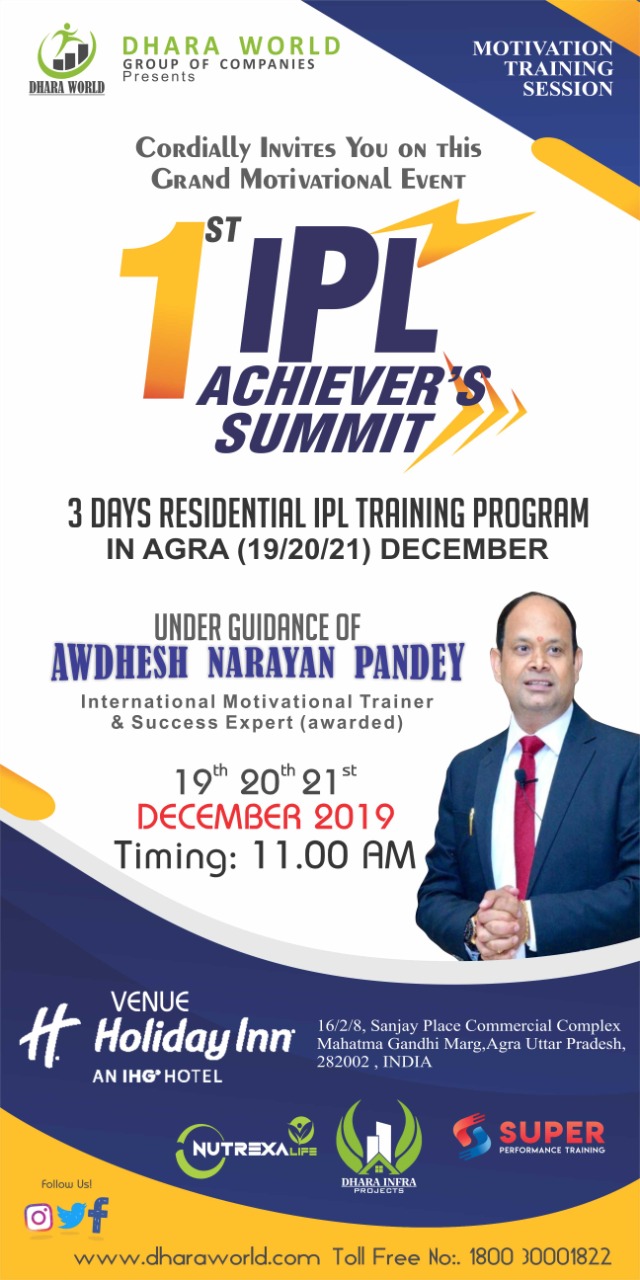 DHARA WORLD
DHARA WORLD
GROUP OF COMPANIES
Presents
MOTIVATION
TRAINING
SESSION
Cordially Invites You on this
Grand Motivational Event
1ST IPL
ACHIEVER'S
SUMMIT
3 DAYS RESIDENTIAL IPL TRAINING PROGRAM
IN AGRA (19/20/21) DECEMBER
UNDER GUIDANCE OF
AWDHESH NARAYAN PANDEY
International Motivational Trainer
& Success Expert (awarded)
19th 20th 21st
DECEMBER 2019
Timing: 11.00 AM
VENUE
H Holiday Inn
AN IHG® HOTEL
16/2/8, Sanjay Place Commercial Complex
Mahatma Gandhi Marg,Agra Uttar Pradesh,
282002 , INDIA
NUTREXA LIFE
DHARA INFRA
PROJECTS
SUPER
PERFORMANCE TRAINING
Follow Us!
www.dharaworld.com Toll Free No:. 1800 30001822